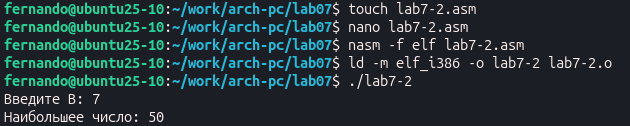 fernando@ubuntu25-10:~/work/arch-pc/lab07$ touch lab7-2.asm
fernando@ubuntu25-10:~/work/arch-pc/lab07$ nano lab7-2.asm
fernando@ubuntu25-10:~/work/arch-pc/lab07$ nasm -f elf lab7-2.asm
fernando@ubuntu25-10:~/work/arch-pc/lab07$ ld -m elf_i386 -o lab7-2 lab7-2.o
fernando@ubuntu25-10:~/work/arch-pc/lab07$ ./lab7-2
Введите B: 7
Наибольшее число: 50